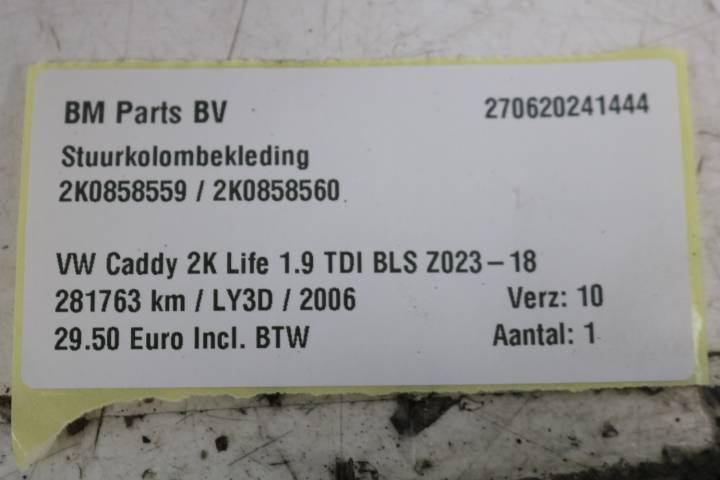 BM Parts BV 270620241444
Stuurkolombekleding
2K0858559 / 2K0858560
VW Caddy 2K Life 1.9 TDI BLS Z023-18
281763 km / LY3D / 2006 Verz: 10
29.50 Euro Incl. BTW Aantal: 1